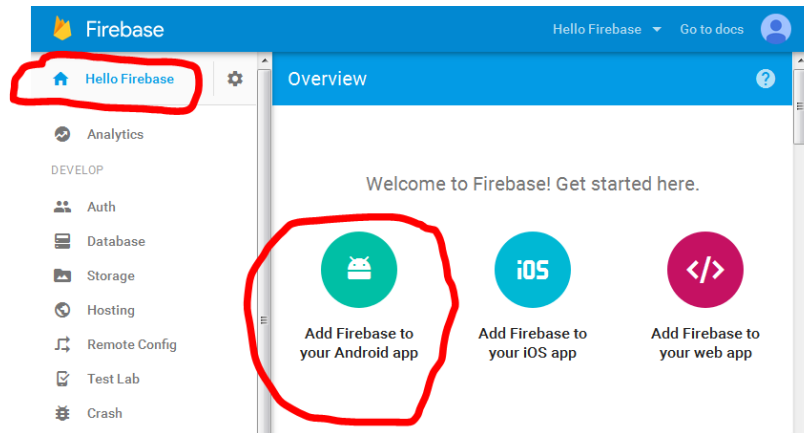 Firebase
Hello Firebase
Go to docs
Hello Firebase
Overview
?
Analytics
DEVELOP
Auth
Database
Storage
Hosting
Remote Config
Test Lab
Crash
Welcome to Firebase! Get started here.
iOS
</>
Add Firebase to
your Android app
Add Firebase to
your iOS app
Add Firebase to
your web app